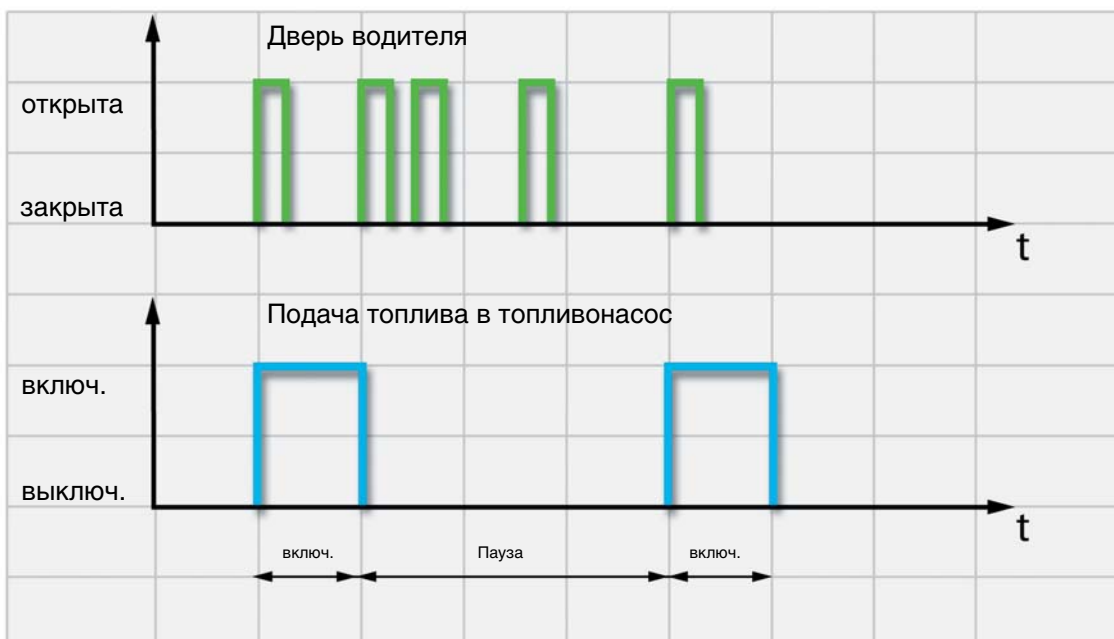 Дверь водителя
открыта
закрыта
t
Подача топлива в топливонасос
включ.
выключ.
t
включ.
Пауза
включ.